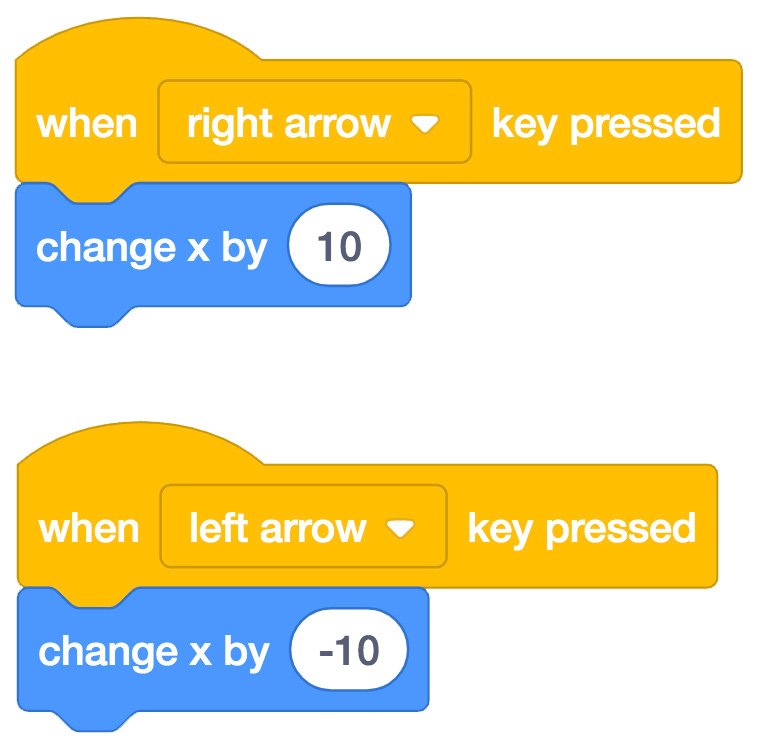 when right arrow key pressed
change x by 10
when left arrow key pressed
change x by -10